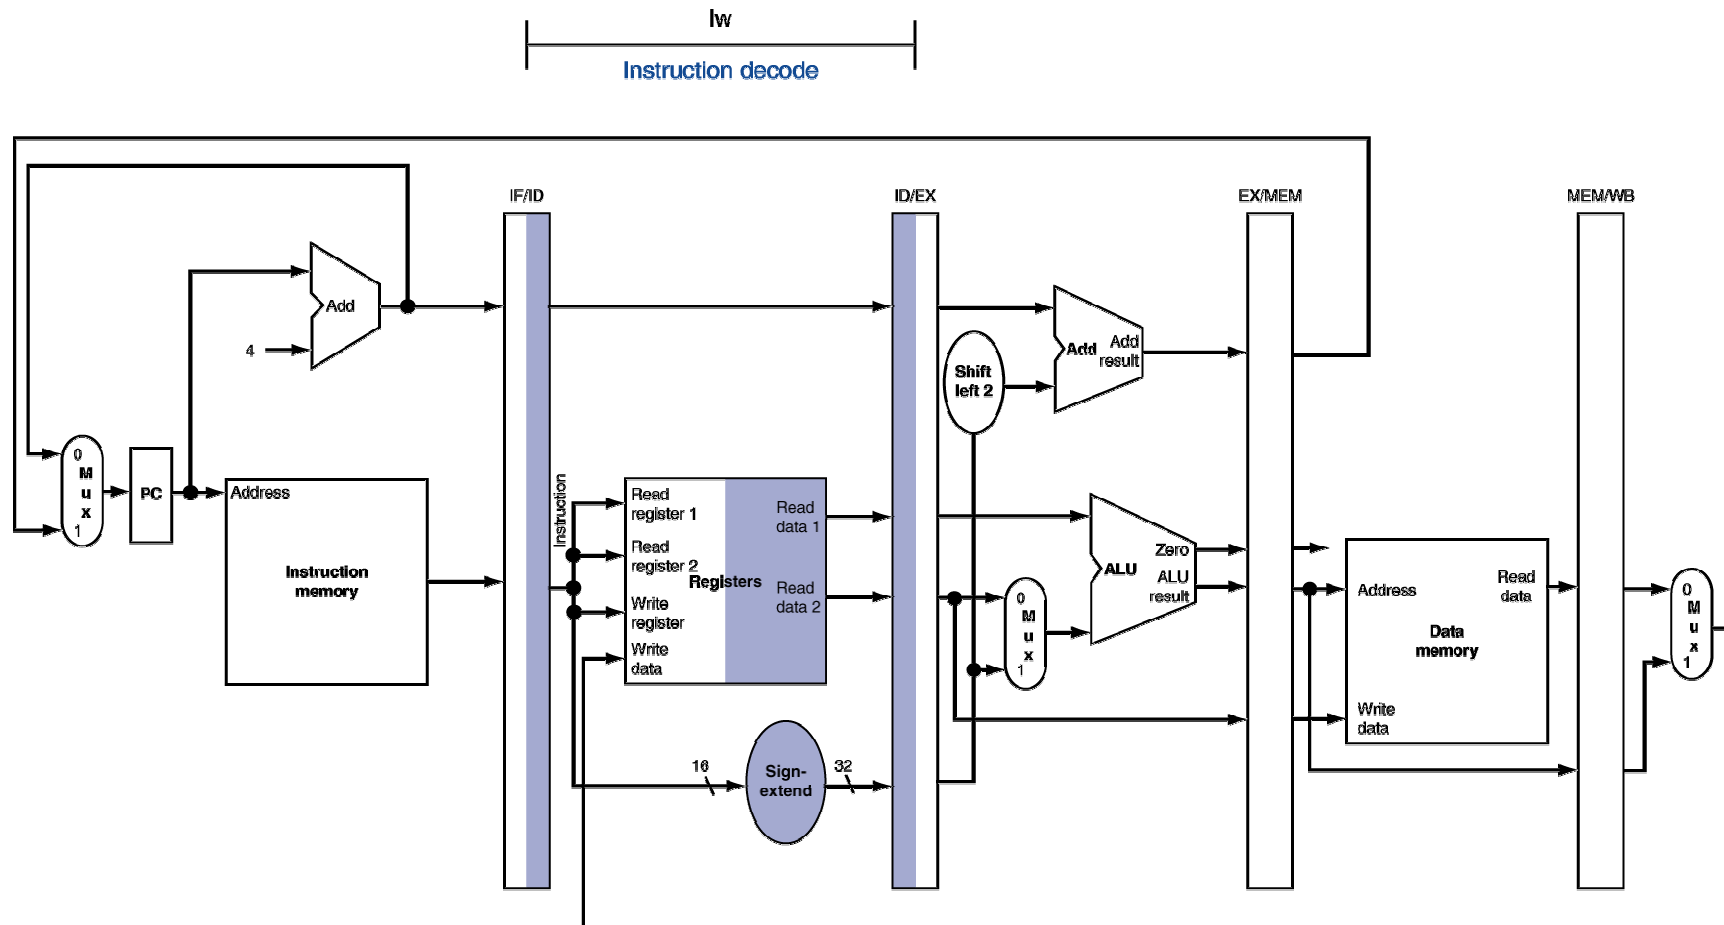 lw
Instruction decode
IF/ID
ID/EX
EX/MEM
MEM/WB
Add
4
Add
Add
result
Shift
left 2
0
M
u
x
1
PC
Address
Instruction
memory
Instruction
Read
register 1
Read
register 2
Write
register
Write
data
Registers
Read
data 1
Read
data 2
16
Sign-
extend
32
0
M
u
x
1
Zero
ALU
ALU
result
Address
Read
data
Data
memory
Write
data
0
M
u
x
1